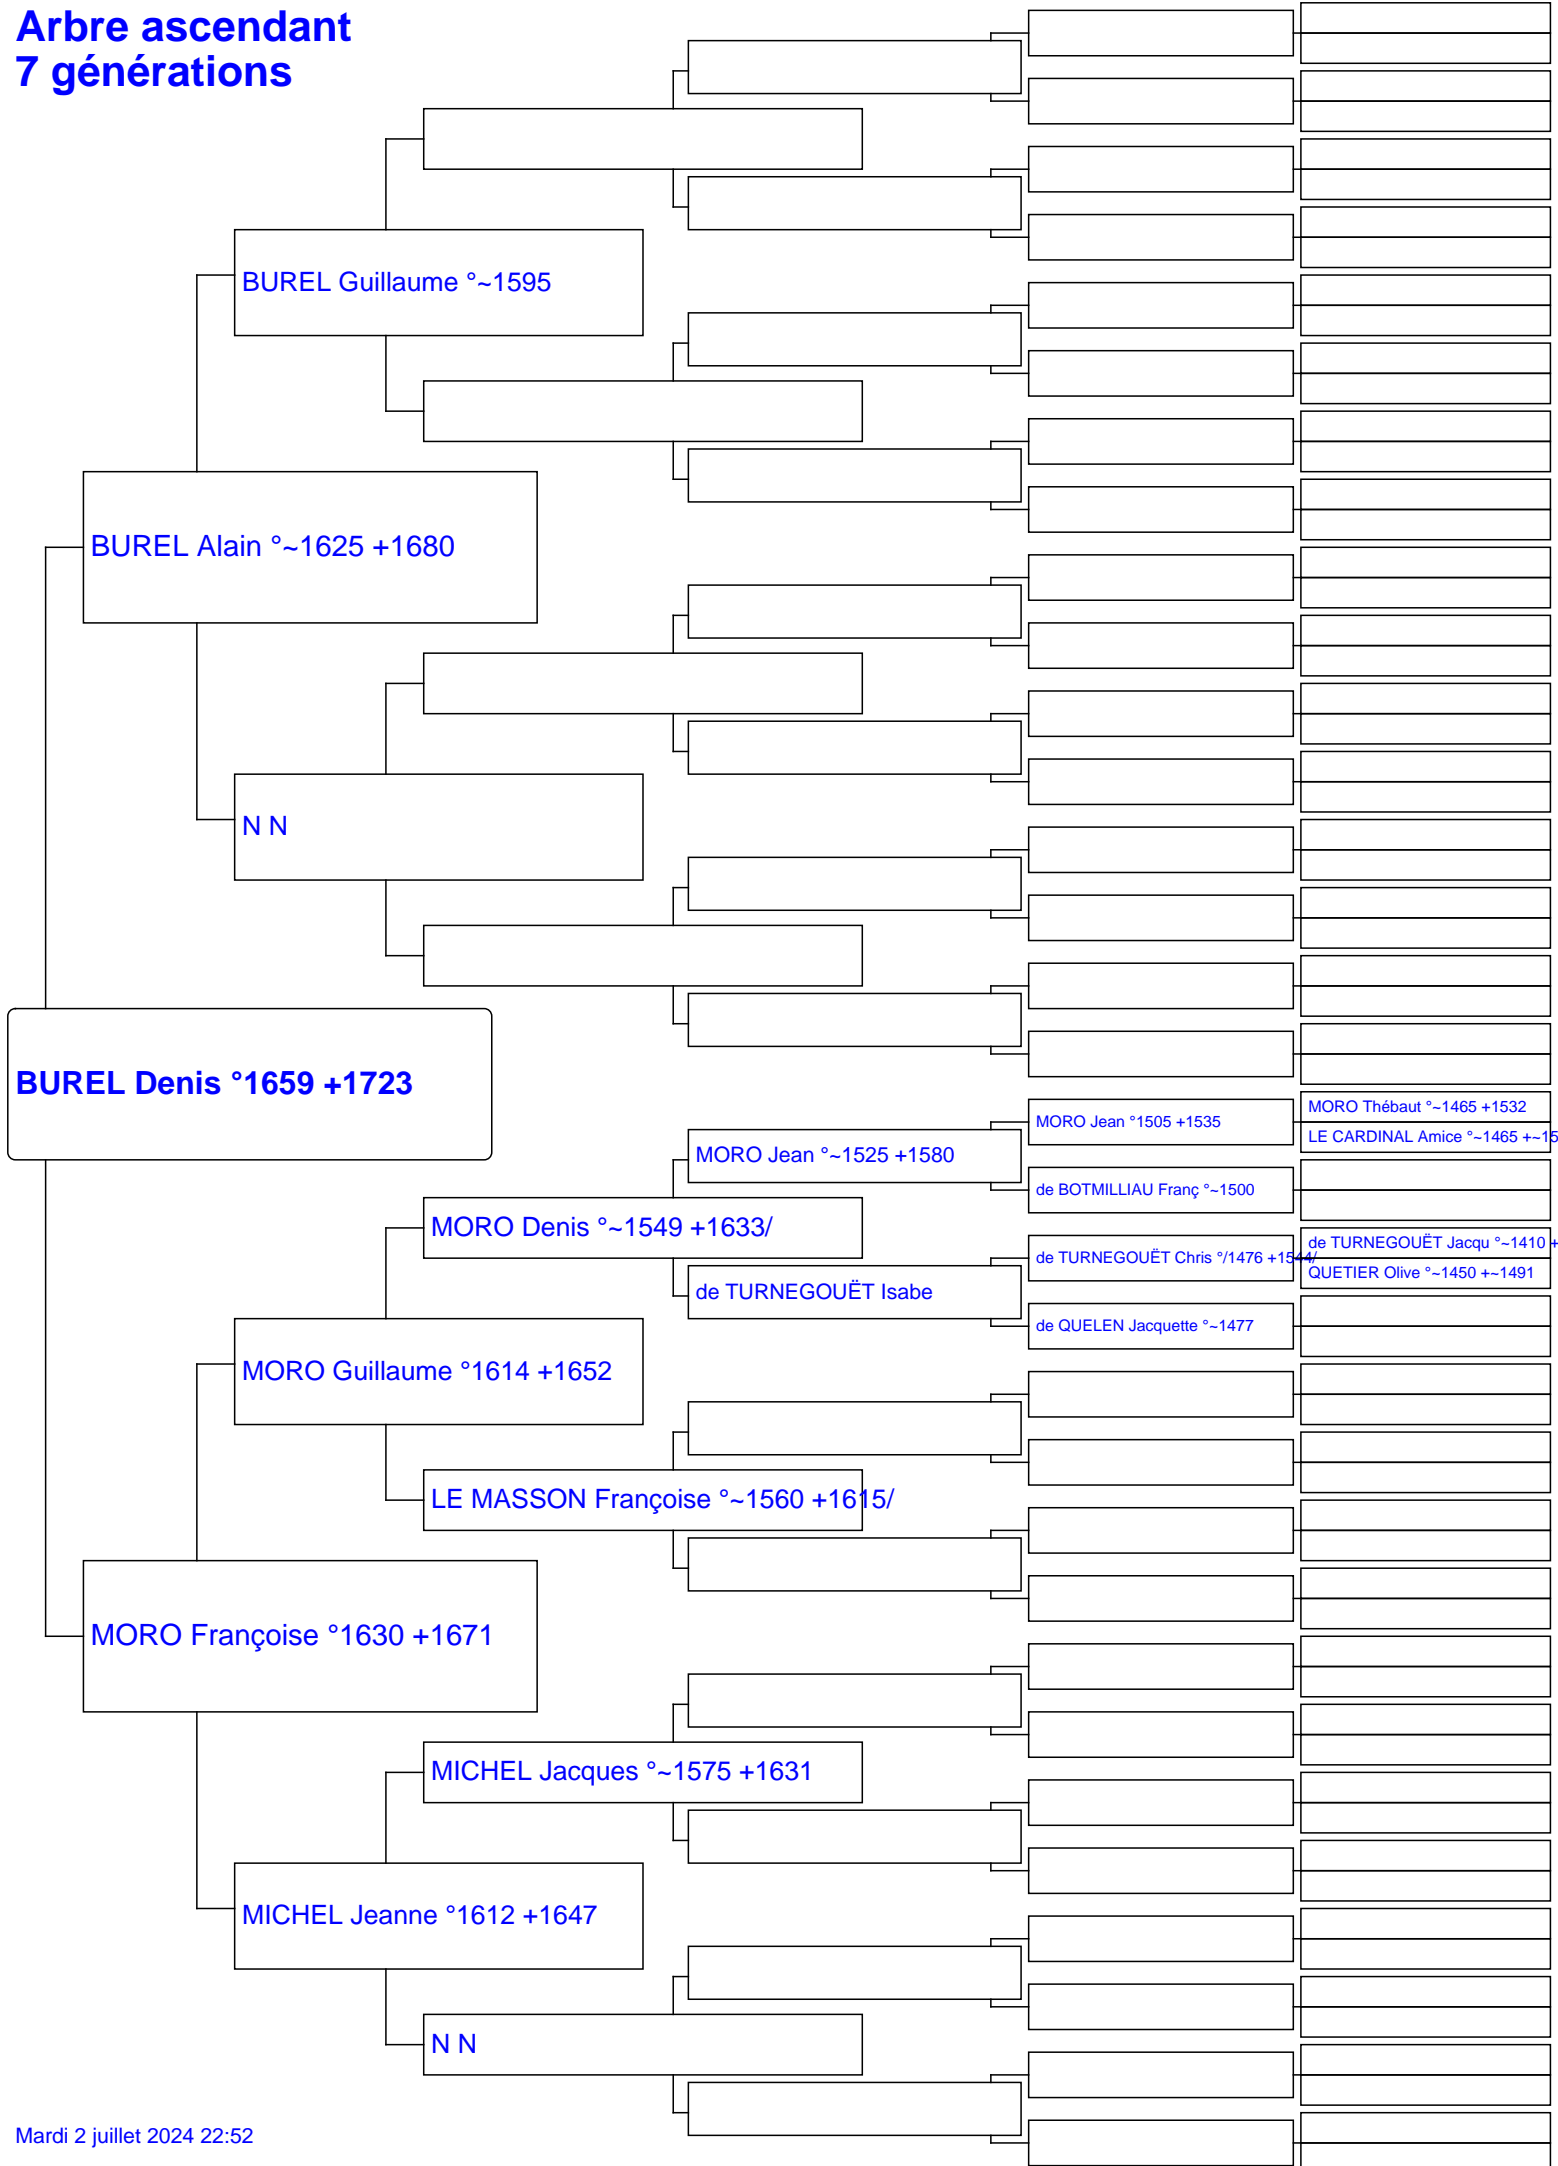 Arbre ascendant
7 générations
BUREL Guillaume °~1595
BUREL Alain °~1625 +1680
N N
BUREL Denis °1659 +1723
MORO Thébaut °~1465 +1532
MORO Jean °1505 +1535
LE CARDINAL Amice °~1465 +~15
MORO Jean °~1525 +1580
de BOTMILLIAU Franç °~1500
MORO Denis °~1549 +1633/
de TURNEGOUËT Jacqu °~1410 +
de TURNEGOUËT Chris °/1476 +1544/
QUETIER Olive °~1450 +~1491
de TURNEGOUËT Isabe
de QUELEN Jacquette °~1477
MORO Guillaume °1614 +1652
LE MASSON Françoise °~1560 +1615/
MORO Françoise °1630 +1671
MICHEL Jacques °~1575 +1631
MICHEL Jeanne °1612 +1647
N N
Mardi 2 juillet 2024 22:52